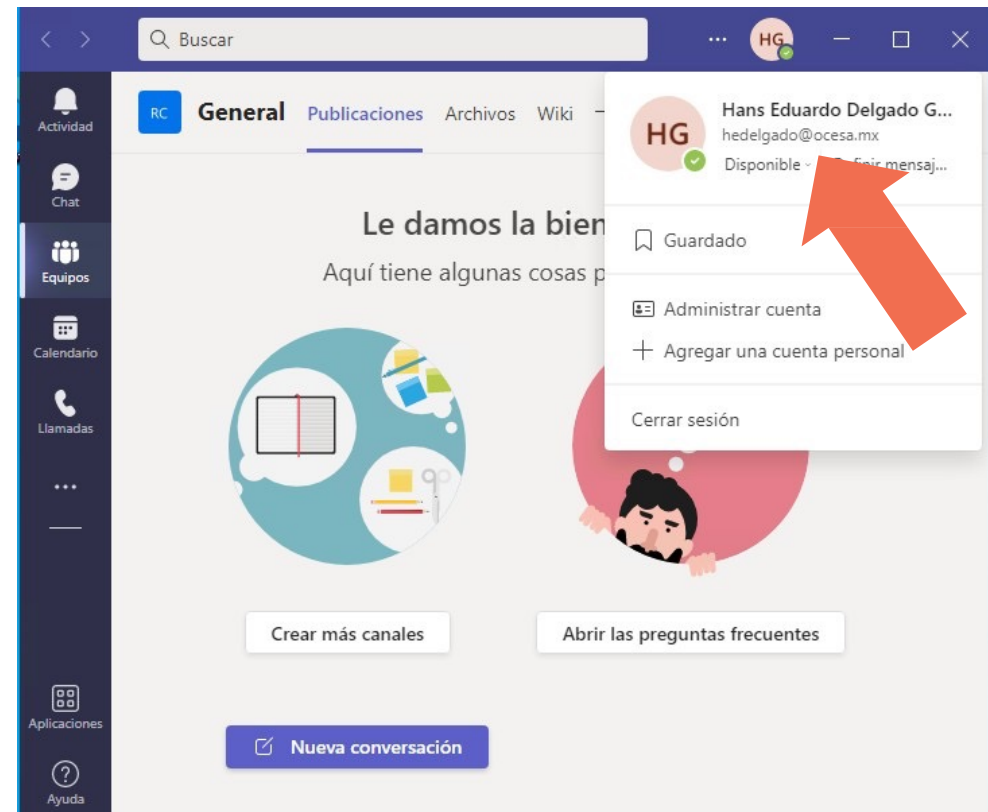 Buscar
HG
Actividad
Chat
Equipos
Calendario
Llamadas
Aplicaciones
Ayuda
RC General Publicaciones Archivos Wiki
HG
Hans Eduardo Delgado G...
hedelgado@ocesa.mx
Disponible mensaj...
Guardado
Administrar cuenta
Agregar una cuenta personal
Cerrar sesión
Le damos la bien
Aquí tiene algunas cosas p
Crear más canales
Abrir las preguntas frecuentes
Nueva conversación